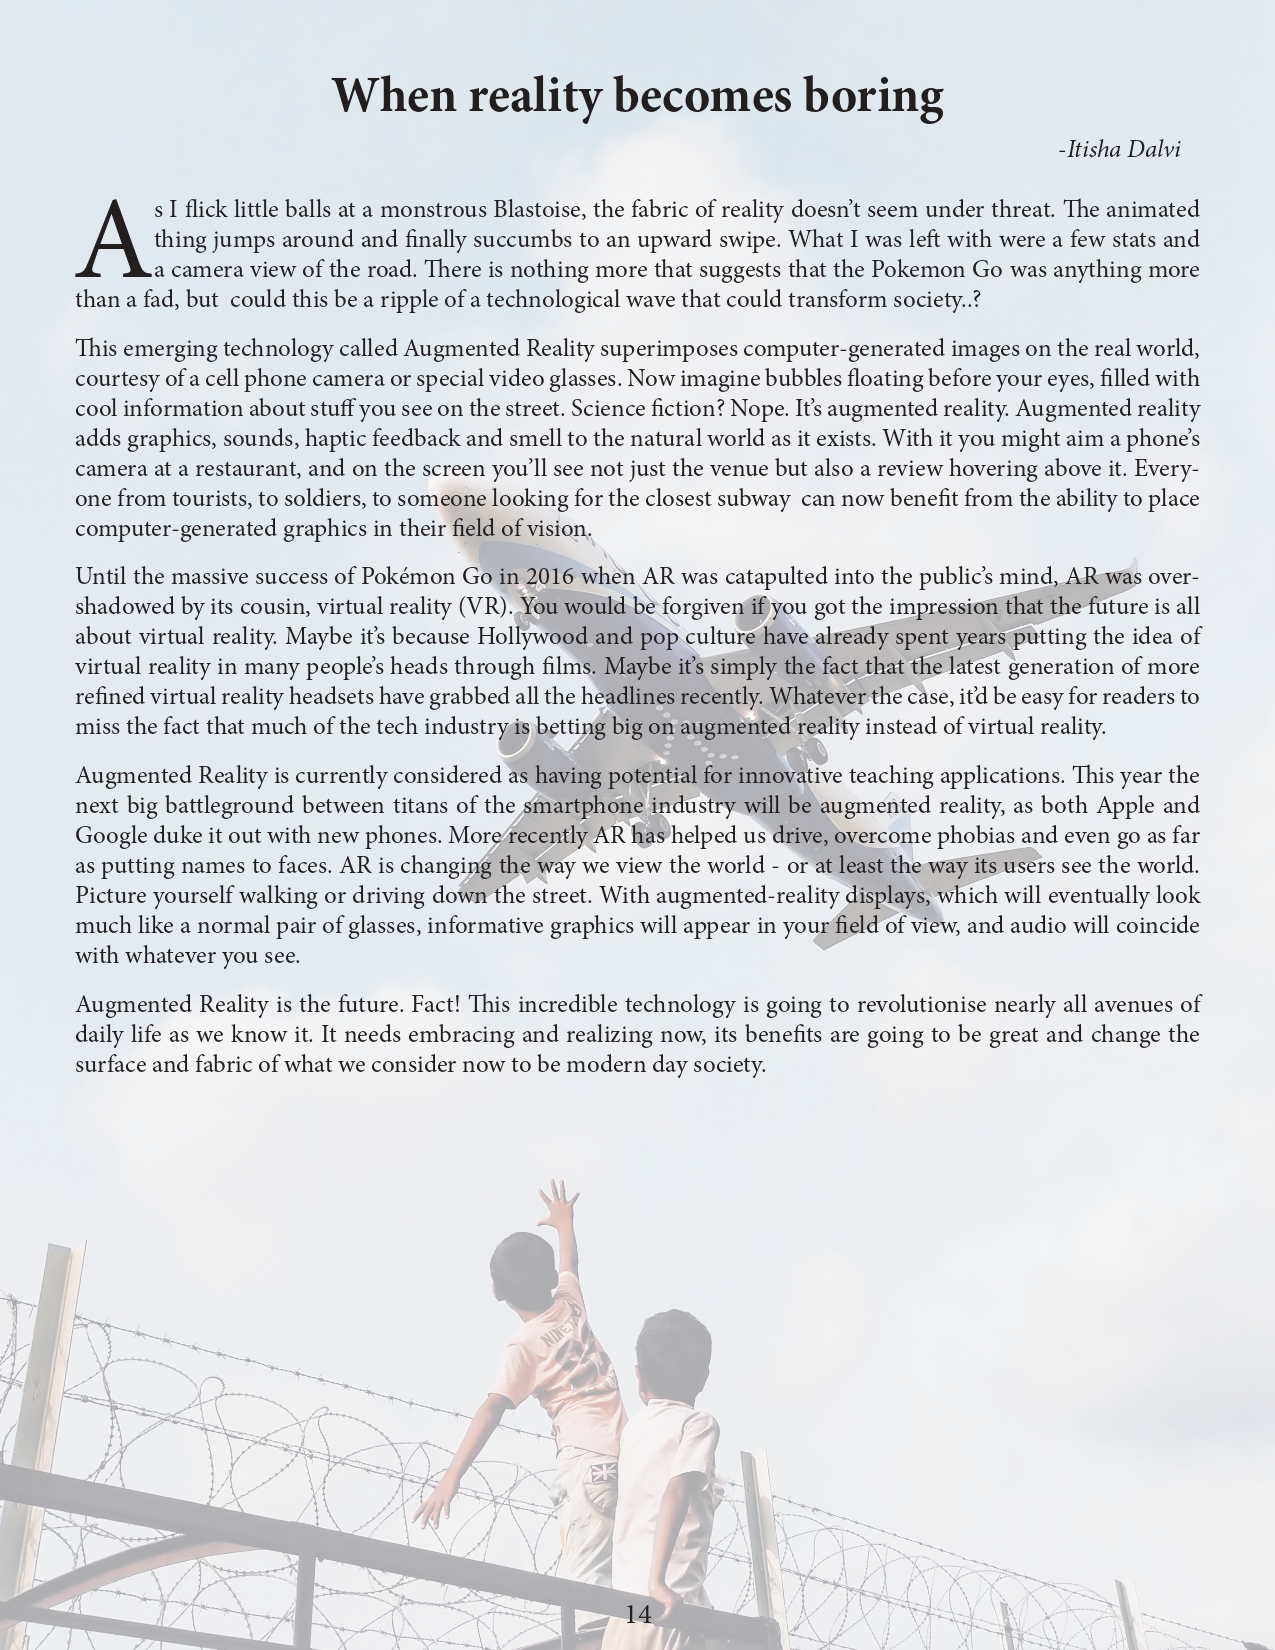 When reality becomes boring
-Itisha Dalvi
As I flick little balls at a monstrous Blastoise, the fabric of reality doesn’t seem under threat. The animated
thing jumps around and finally succumbs to an upward swipe. What I was left with were a few stats and
a camera view of the road. There is nothing more that suggests that the Pokemon Go was anything more
than a fad, but  could this be a ripple of a technological wave that could transform society..?
This emerging technology called Augmented Reality superimposes computer-generated images on the real world,
courtesy of a cell phone camera or special video glasses. Now imagine bubbles floating before your eyes, filled with
cool information about stuff you see on the street. Science fiction? Nope. It’s augmented reality. Augmented reality
adds graphics, sounds, haptic feedback and smell to the natural world as it exists. With it you might aim a phone’s
camera at a restaurant, and on the screen you’ll see not just the venue but also a review hovering above it. Every-
one from tourists, to soldiers, to someone looking for the closest subway  can now benefit from the ability to place
computer-generated graphics in their field of vision.
Until the massive success of Pokémon Go in 2016 when AR was catapulted into the public’s mind, AR was over-
shadowed by its cousin, virtual reality (VR). You would be forgiven if you got the impression that the future is all
about virtual reality. Maybe it’s because Hollywood and pop culture have already spent years putting the idea of
virtual reality in many people’s heads through films. Maybe it’s simply the fact that the latest generation of more
refined virtual reality headsets have grabbed all the headlines recently. Whatever the case, it’d be easy for readers to
miss the fact that much of the tech industry is betting big on augmented reality instead of virtual reality.
Augmented Reality is currently considered as having potential for innovative teaching applications. This year the
next big battleground between titans of the smartphone industry will be augmented reality, as both Apple and
Google duke it out with new phones. More recently AR has helped us drive, overcome phobias and even go as far
as putting names to faces. AR is changing the way we view the world - or at least the way its users see the world.
Picture yourself walking or driving down the street. With augmented-reality displays, which will eventually look
much like a normal pair of glasses, informative graphics will appear in your field of view, and audio will coincide
with whatever you see.
Augmented Reality is the future. Fact! This incredible technology is going to revolutionise nearly all avenues of
daily life as we know it. It needs embracing and realizing now, its benefits are going to be great and change the
surface and fabric of what we consider now to be modern day society.
14